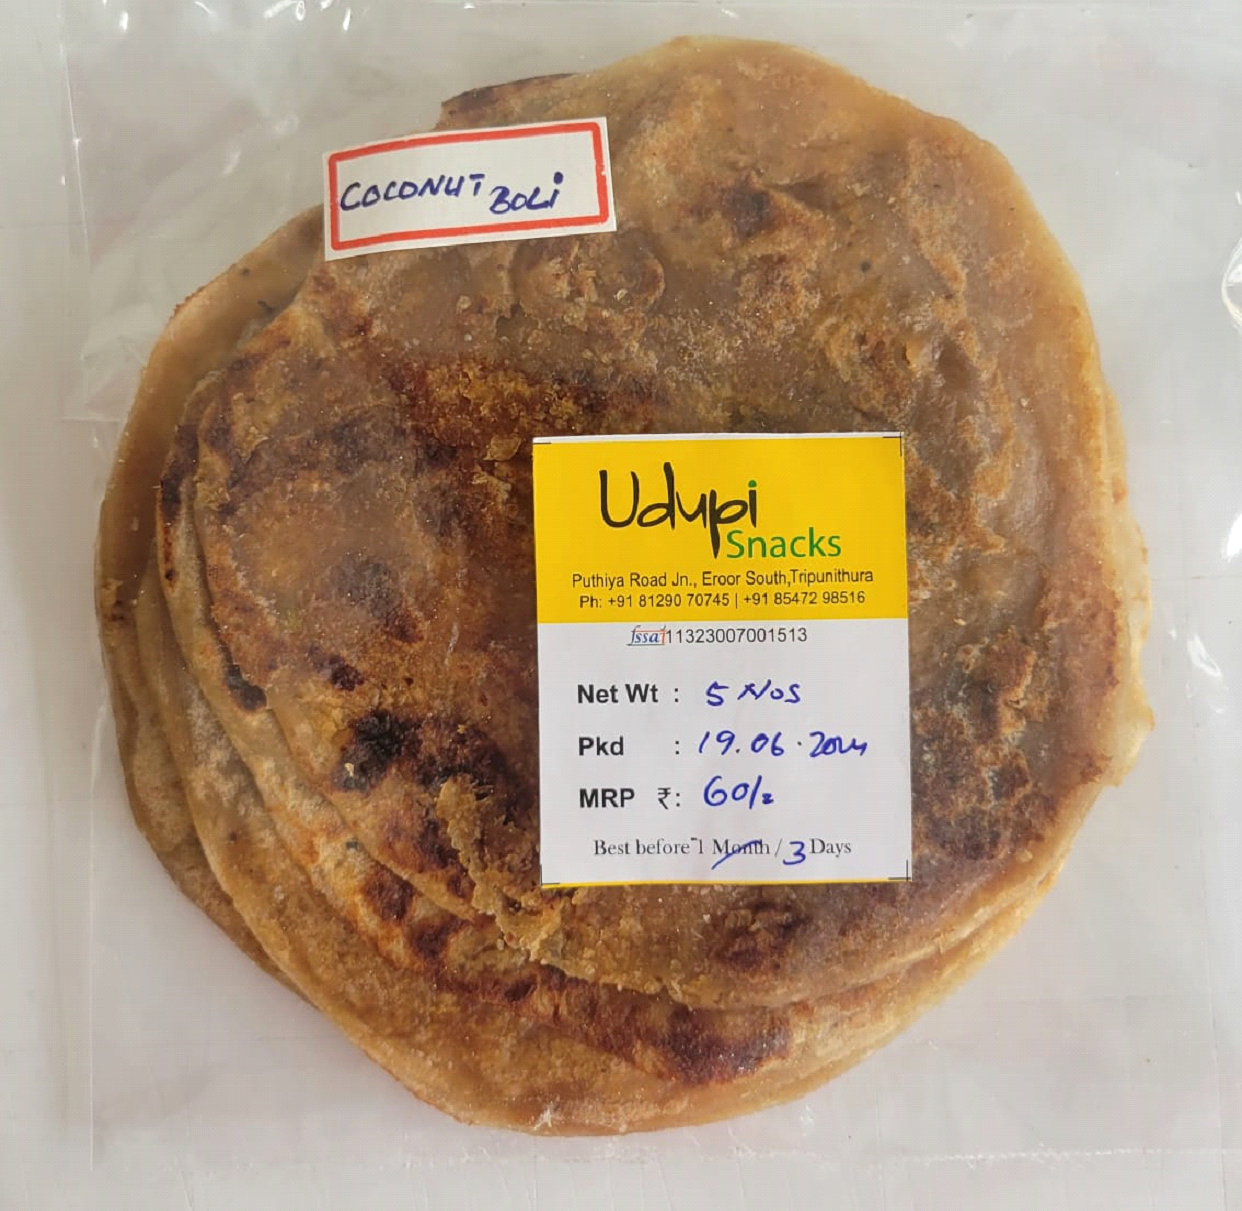 COCONUT BOLI
Udupi
Snacks
Puthiya Road Jn., Eroor South,Tripunithura
Ph: +91 81290 70745 | +91 85472 98516
fssai 11323007001513
Net Wt : 5 Nos
Pkd : 19.06.2024
MRP ₹: 60/=
Best before 1 Month / 3 Days